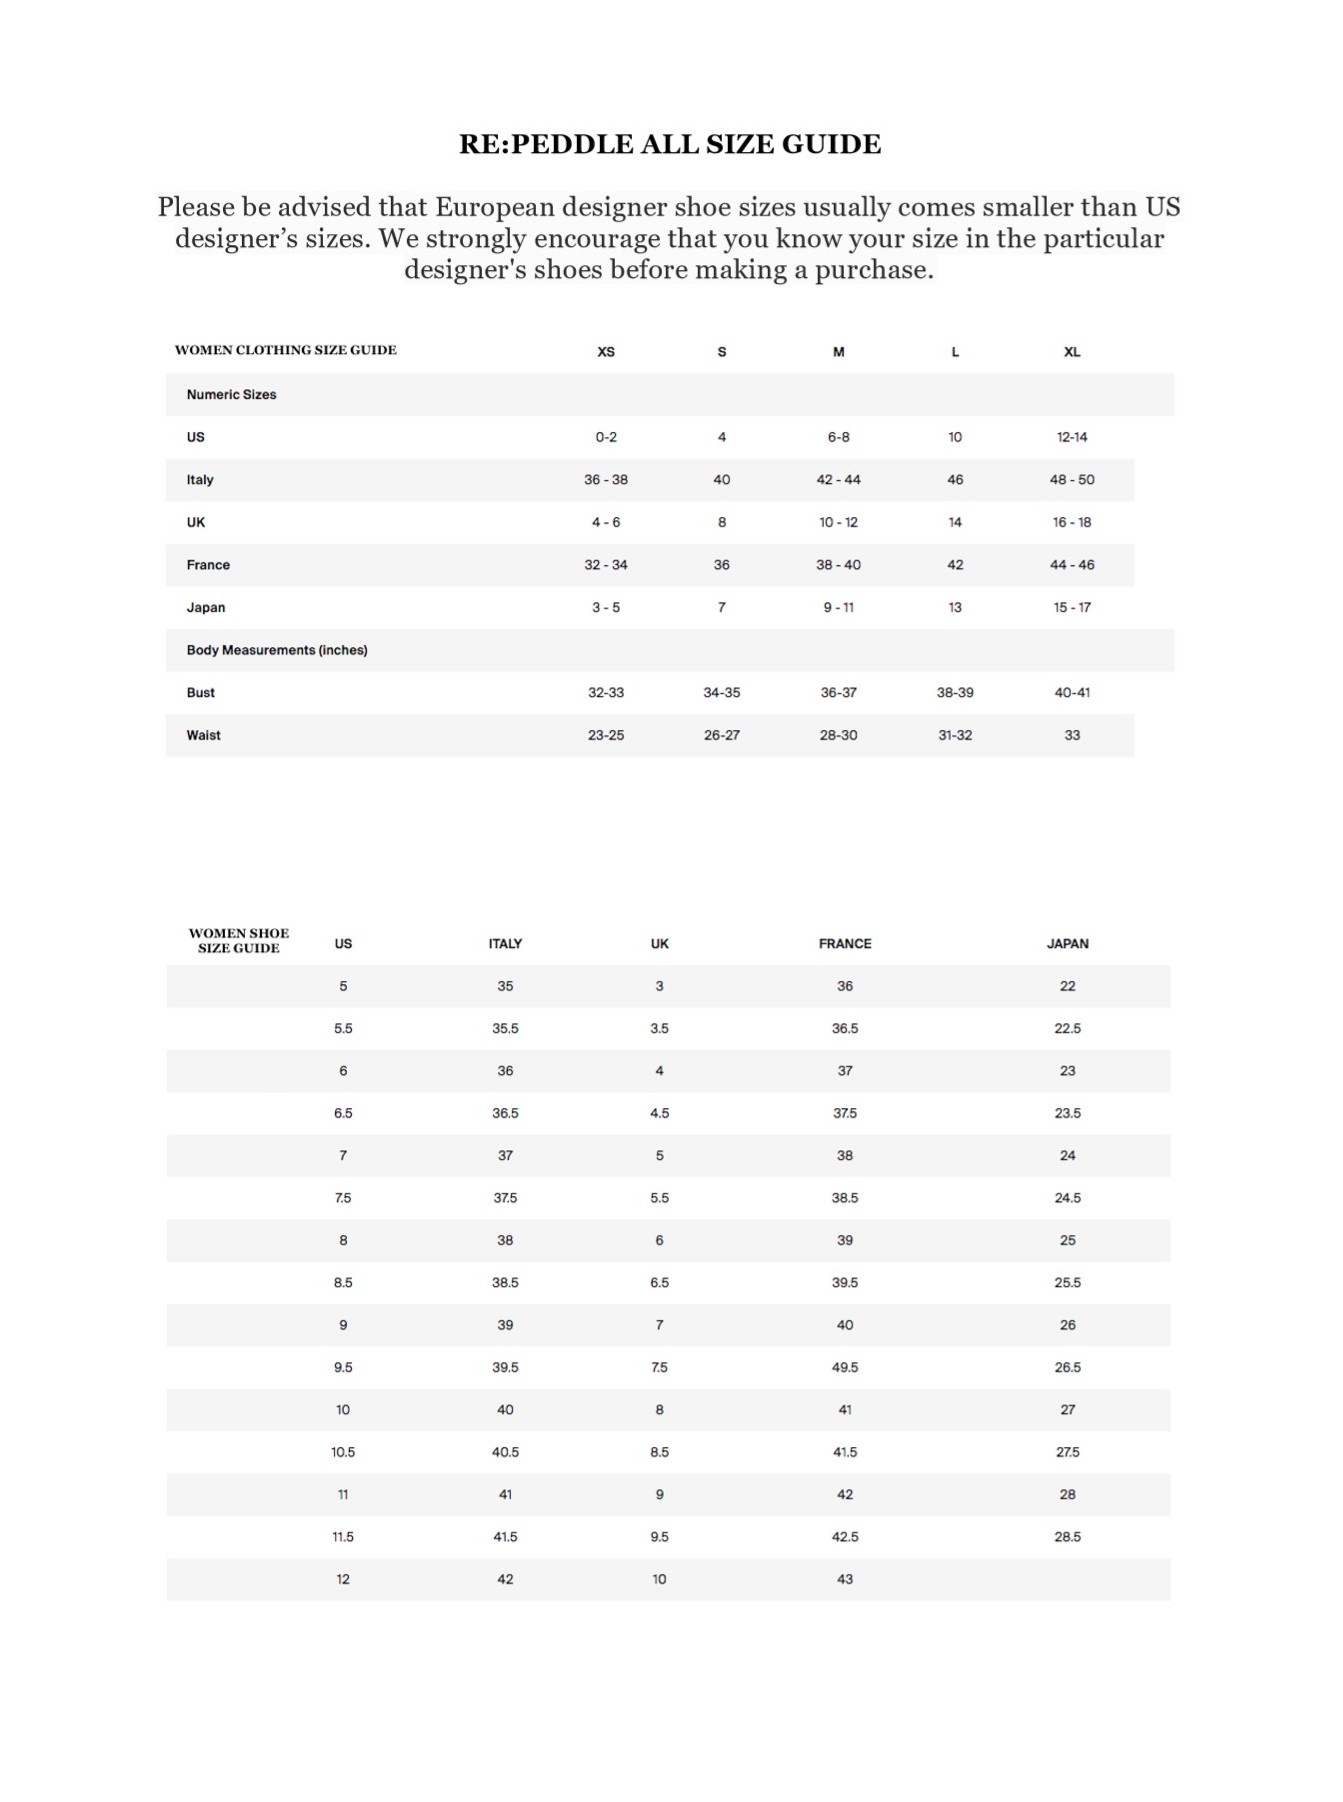 RE:PEDDLE ALL SIZE GUIDE
Please be advised that European designer shoe sizes usually comes smaller than US
designer’s sizes. We strongly encourage that you know your size in the particular
designer's shoes before making a purchase.
WOMEN CLOTHING SIZE GUIDE XS S M L XL
Numeric Sizes
US 0-2 4 6-8 10 12-14
Italy 36 - 38 40 42 - 44 46 48 - 50
UK 4 - 6 8 10 - 12 14 16 - 18
France 32 - 34 36 38 - 40 42 44 - 46
Japan 3 - 5 7 9 - 11 13 15 - 17
Body Measurements (inches)
Bust 32-33 34-35 36-37 38-39 40-41
Waist 23-25 26-27 28-30 31-32 33
WOMEN SHOE
SIZE GUIDE US ITALY UK FRANCE JAPAN
5 35 3 36 22
5.5 35.5 3.5 36.5 22.5
6 36 4 37 23
6.5 36.5 4.5 37.5 23.5
7 37 5 38 24
7.5 37.5 5.5 38.5 24.5
8 38 6 39 25
8.5 38.5 6.5 39.5 25.5
9 39 7 40 26
9.5 39.5 7.5 49.5 26.5
10 40 8 41 27
10.5 40.5 8.5 41.5 27.5
11 41 9 42 28
11.5 41.5 9.5 42.5 28.5
12 42 10 43